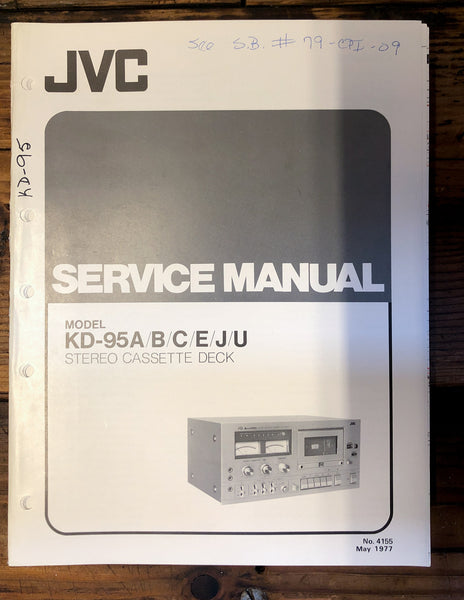 see S.B. # 79-CPI-09
JVC
KD-95
SERVICE MANUAL
MODEL
KD-95A/B/C/E/J/U
STEREO CASSETTE DECK
JVC
No. 4155
May 1977